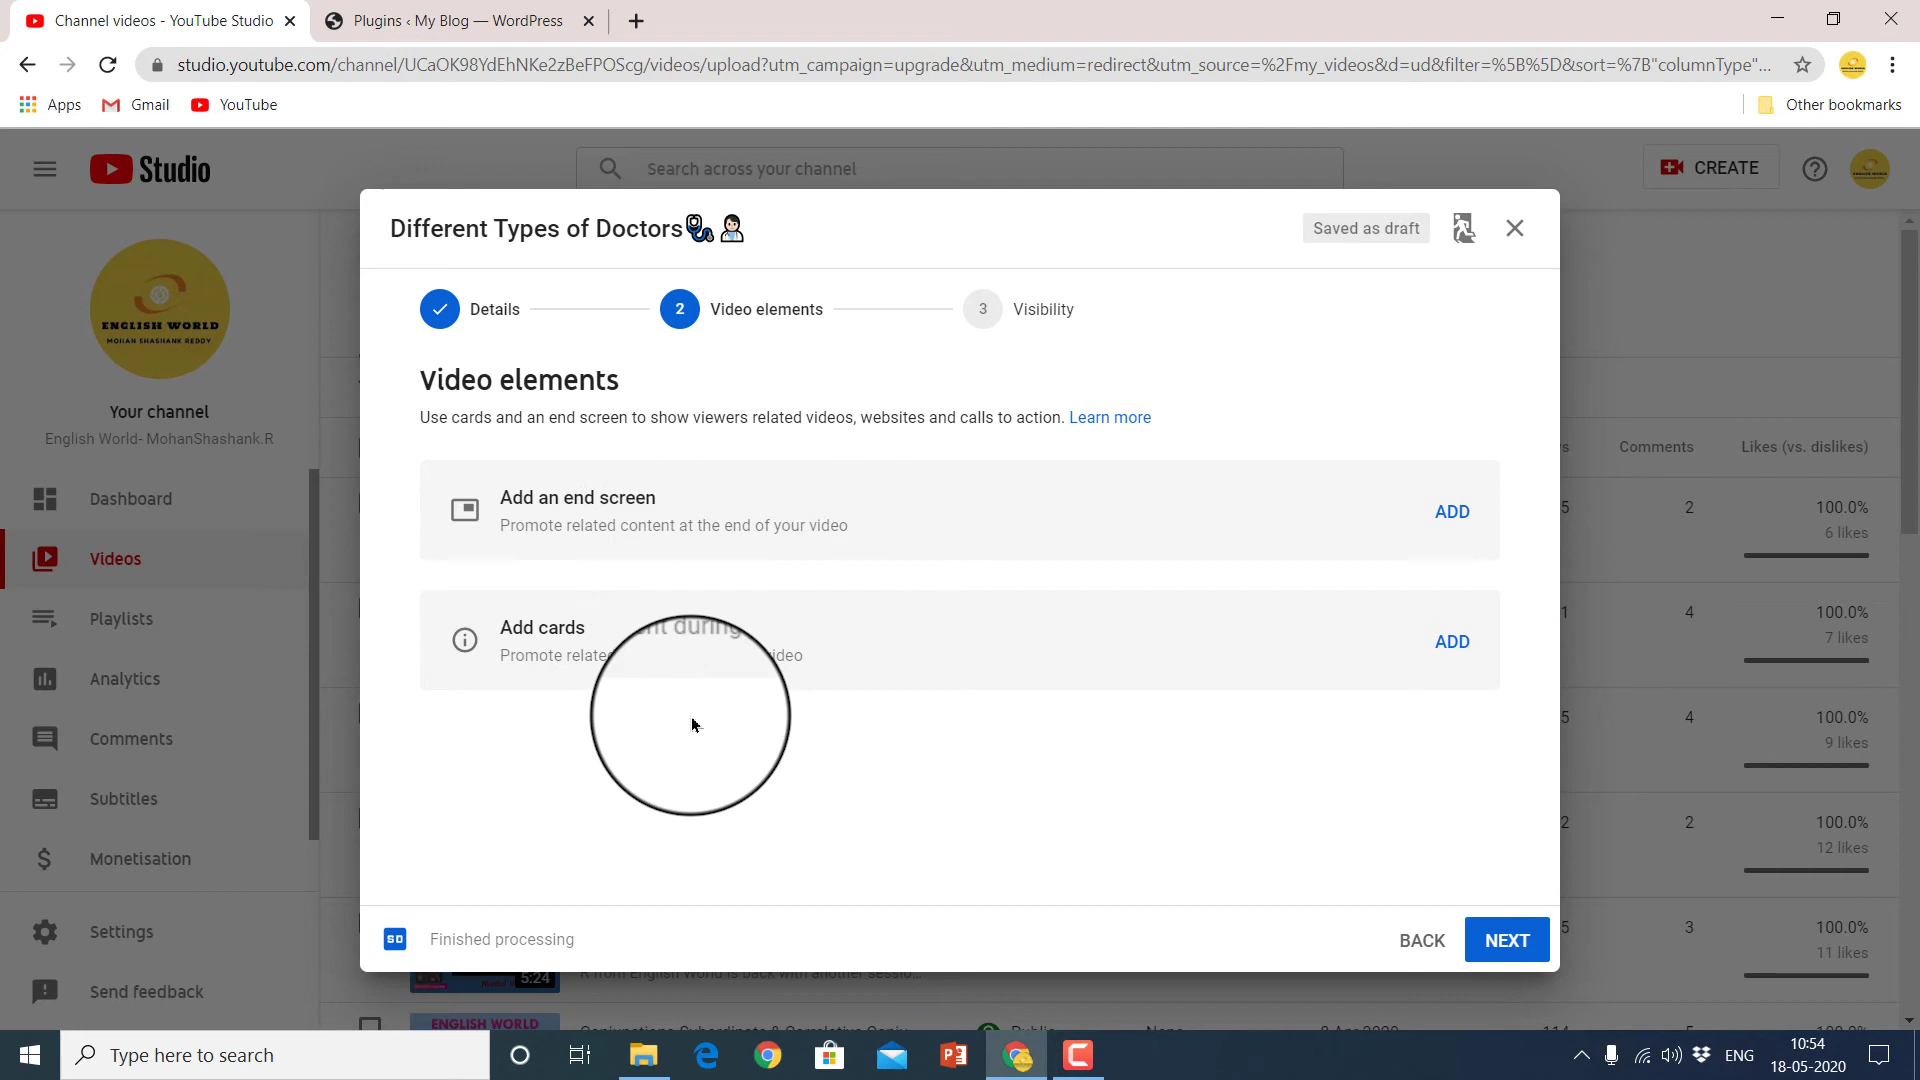 Channel videos - YouTube Studio
Plugins ‹ My Blog — WordPress
studio.youtube.com/channel/UCaOK98YdEhNKe2zBeFPOScg/videos/upload?utm_campaign=upgrade&utm_medium=redirect&utm_source=%2Fmy_videos&d=ud&filter=%5B%5D&sort=%7B"columnType"...
Apps
Gmail
YouTube
Other bookmarks
Studio
Search across your channel
CREATE
Different Types of Doctors
Saved as draft
Details
2
Video elements
3
Visibility
Video elements
Use cards and an end screen to show viewers related videos, websites and calls to action. Learn more
Add an end screen
Promote related content at the end of your video
ADD
Add cards
ADD
nt during
Promote related
video
SD
Finished processing
BACK
NEXT
ENGLISH WORLD
MOHAN SHASHANK REDDY
Your channel
English World- MohanShashank.R
Dashboard
Videos
Playlists
Analytics
Comments
Subtitles
Monetisation
Settings
Send feedback
Comments
Likes (vs. dislikes)
5
2
100.0%
6 likes
1
4
100.0%
7 likes
5
4
100.0%
9 likes
2
2
100.0%
12 likes
5
3
100.0%
11 likes
5:24
R from English World is back with another sessio...
ENGLISH WORLD
Type here to search
ENG
10:54
18-05-2020